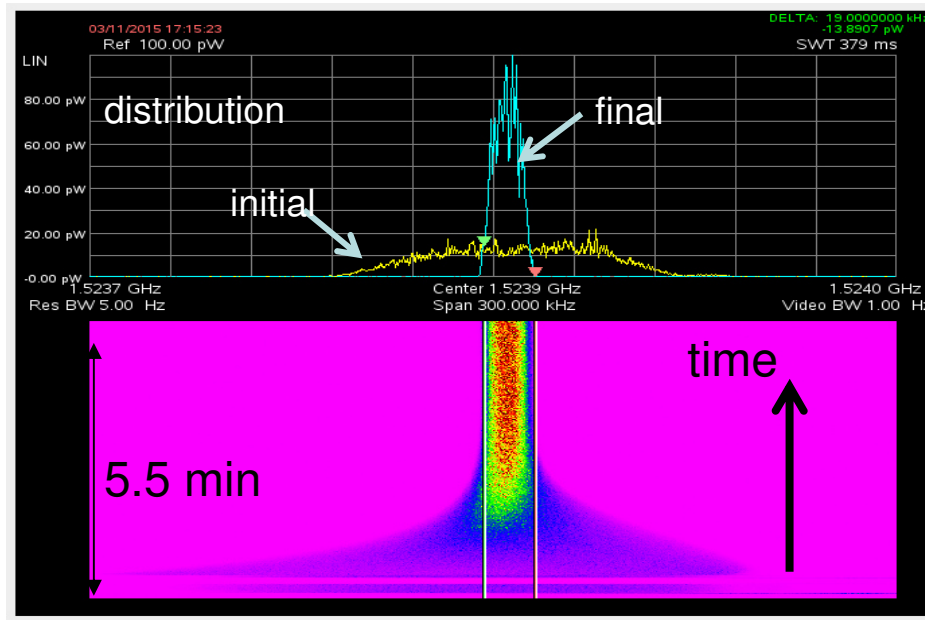 03/11/2015 17:15:23
DELTA: 19.0000000 kHz
-13.8907 pW
Ref 100.00 pW
SWT 379 ms
LIN
80.00 pW
distribution
final
60.00 pW
40.00 pW
initial
20.00 pW
-0.00 pW
1.5237 GHz
Center 1.5239 GHz
1.5240 GHz
Res BW 5.00 Hz
Span 300.000 kHz
Video BW 1.00 H
time
5.5 min